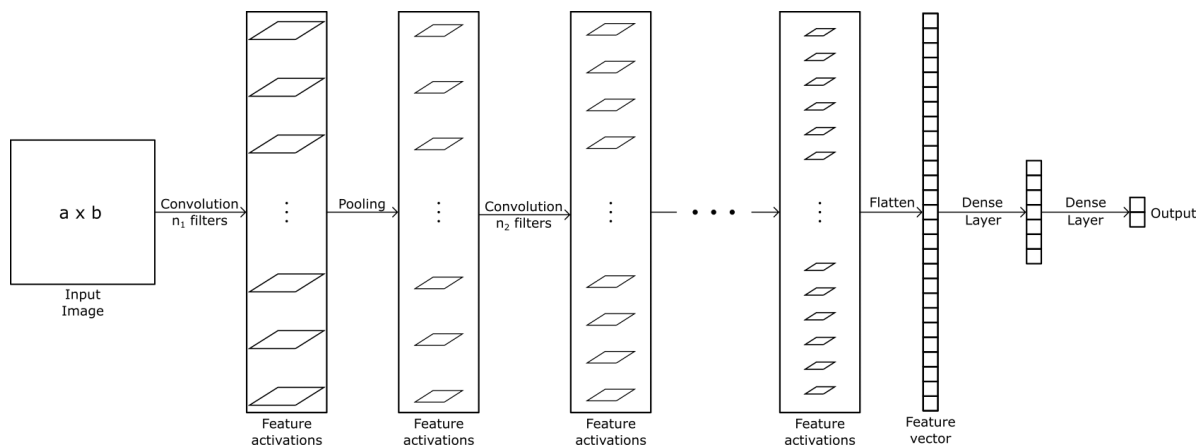 a x b
Input
Image
Convolution
n₁ filters
Feature
activations
Pooling
Feature
activations
Convolution
n₂ filters
Feature
activations
Feature
activations
Flatten
Feature
vector
Dense
Layer
Dense
Layer
Output